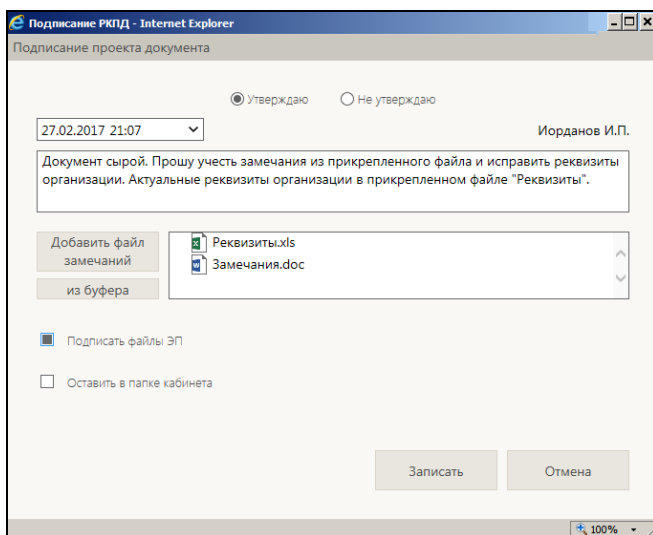 Подписание РКПД - Internet Explorer
Подписание проекта документа
Утверждаю Не утверждаю
27.02.2017 21:07 Иорданов И.П.
Документ сырой. Прошу учесть замечания из прикрепленного файла и исправить реквизиты
организации. Актуальные реквизиты организации в прикрепленном файле "Реквизиты".
Добавить файл
замечаний
Реквизиты.xls
Замечания.doc
из буфера
Подписать файлы ЭП
Оставить в папке кабинета
Записать Отмена
100%